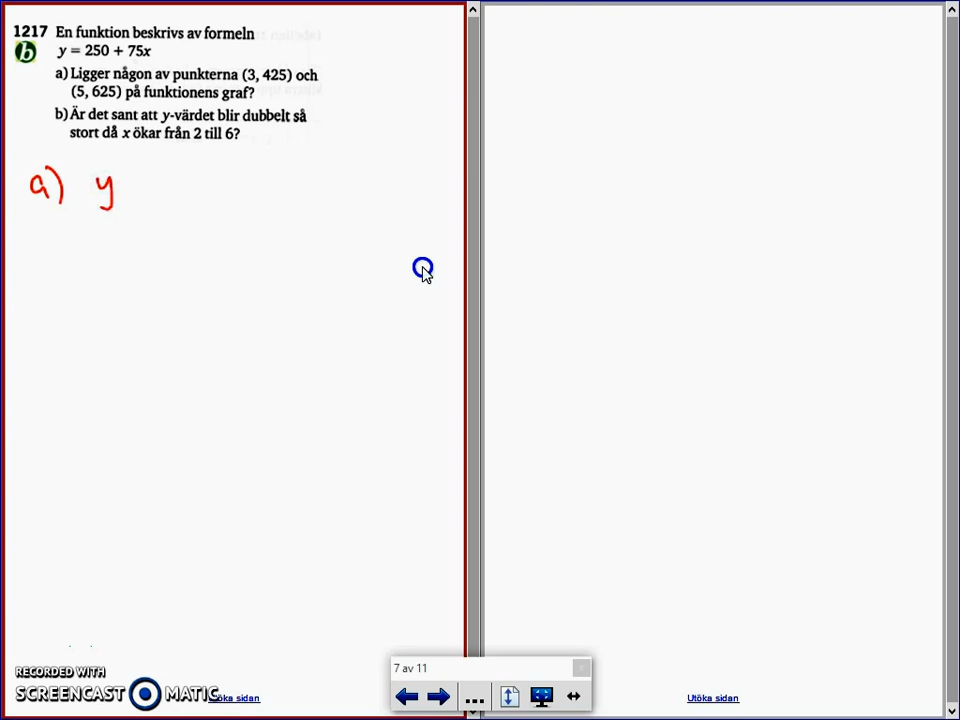 1217 En funktion beskrivs av formeln
b y = 250 + 75x
a) Ligger någon av punkterna (3, 425) och
(5, 625) på funktionens graf?
b) Är det sant att y-värdet blir dubbelt så
stort då x ökar från 2 till 6?
a) y
7 av 11
...
RECORDED WITH
SCREENCAST MATIC
Utöka sidan
Utöka sidan